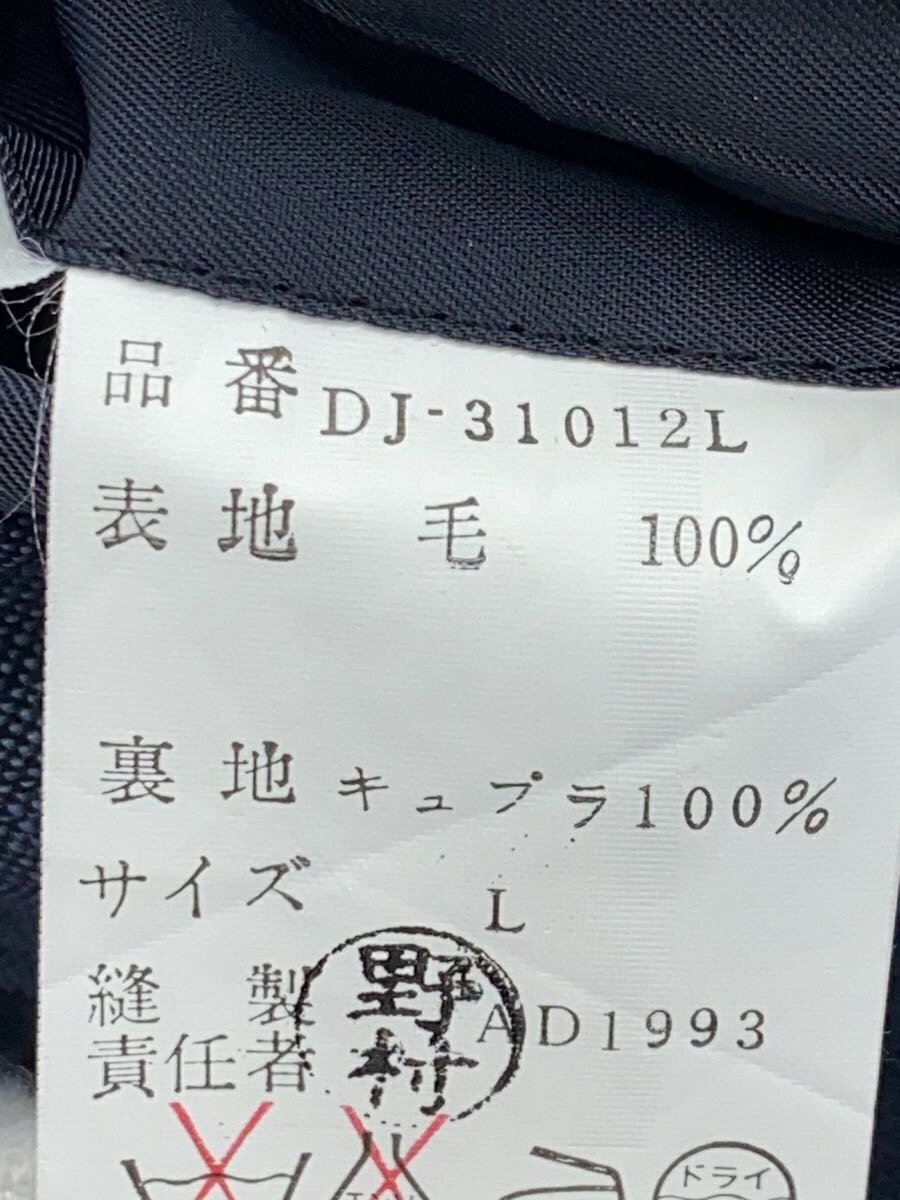 品番 DJ-31012L
表地 毛 100%
裏地 キュプラ100%
サイズ L
縫製 AD1993
責任者 野村
ドライ